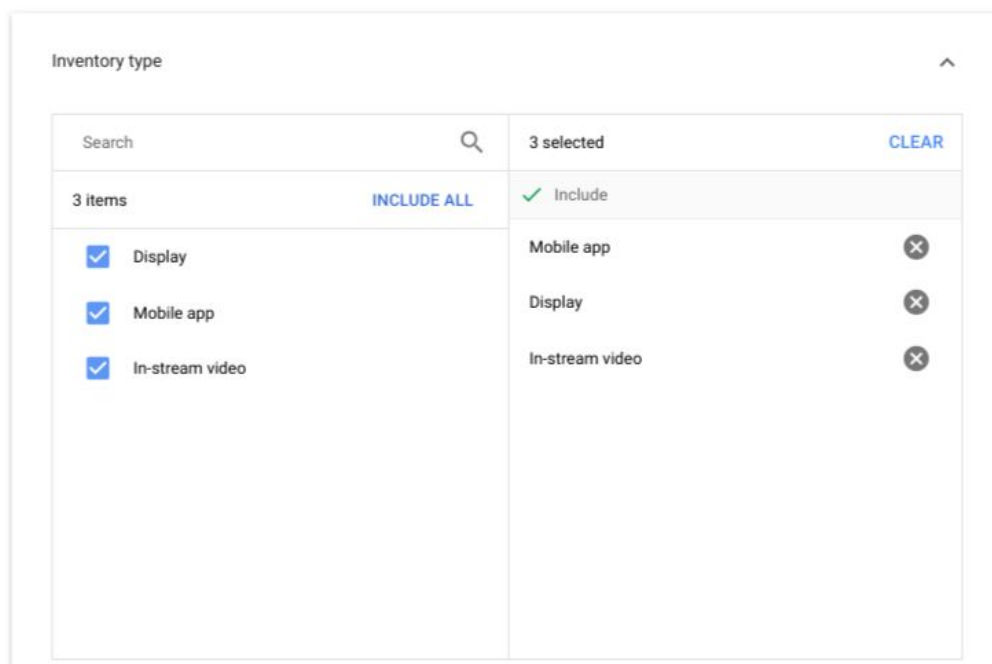 Inventory type
Search
3 items INCLUDE ALL
Display
Mobile app
In-stream video
3 selected CLEAR
Include
Mobile app
Display
In-stream video